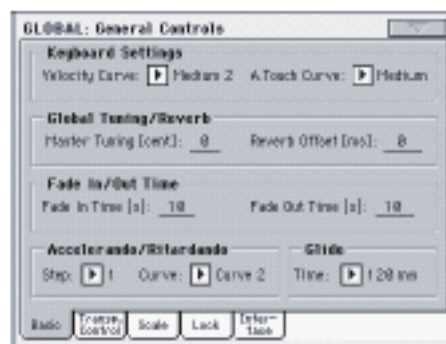 GLOBAL: General Controls
Keyboard Settings
Velocity Curve: Medium 2 A.Touch Curve: Medium
Global Tuning/Reverb
Master Tuning [cent]: 0 Reverb Offset [ms]: 0
Fade In/Out Time
Fade In Time [s]: 10 Fade Out Time [s]: 10
Accelerando/Ritardando Glide
Step: 1 Curve: Curve 2 Time: 120 ms
Basic Transp. Control Scale Lock Inter-face